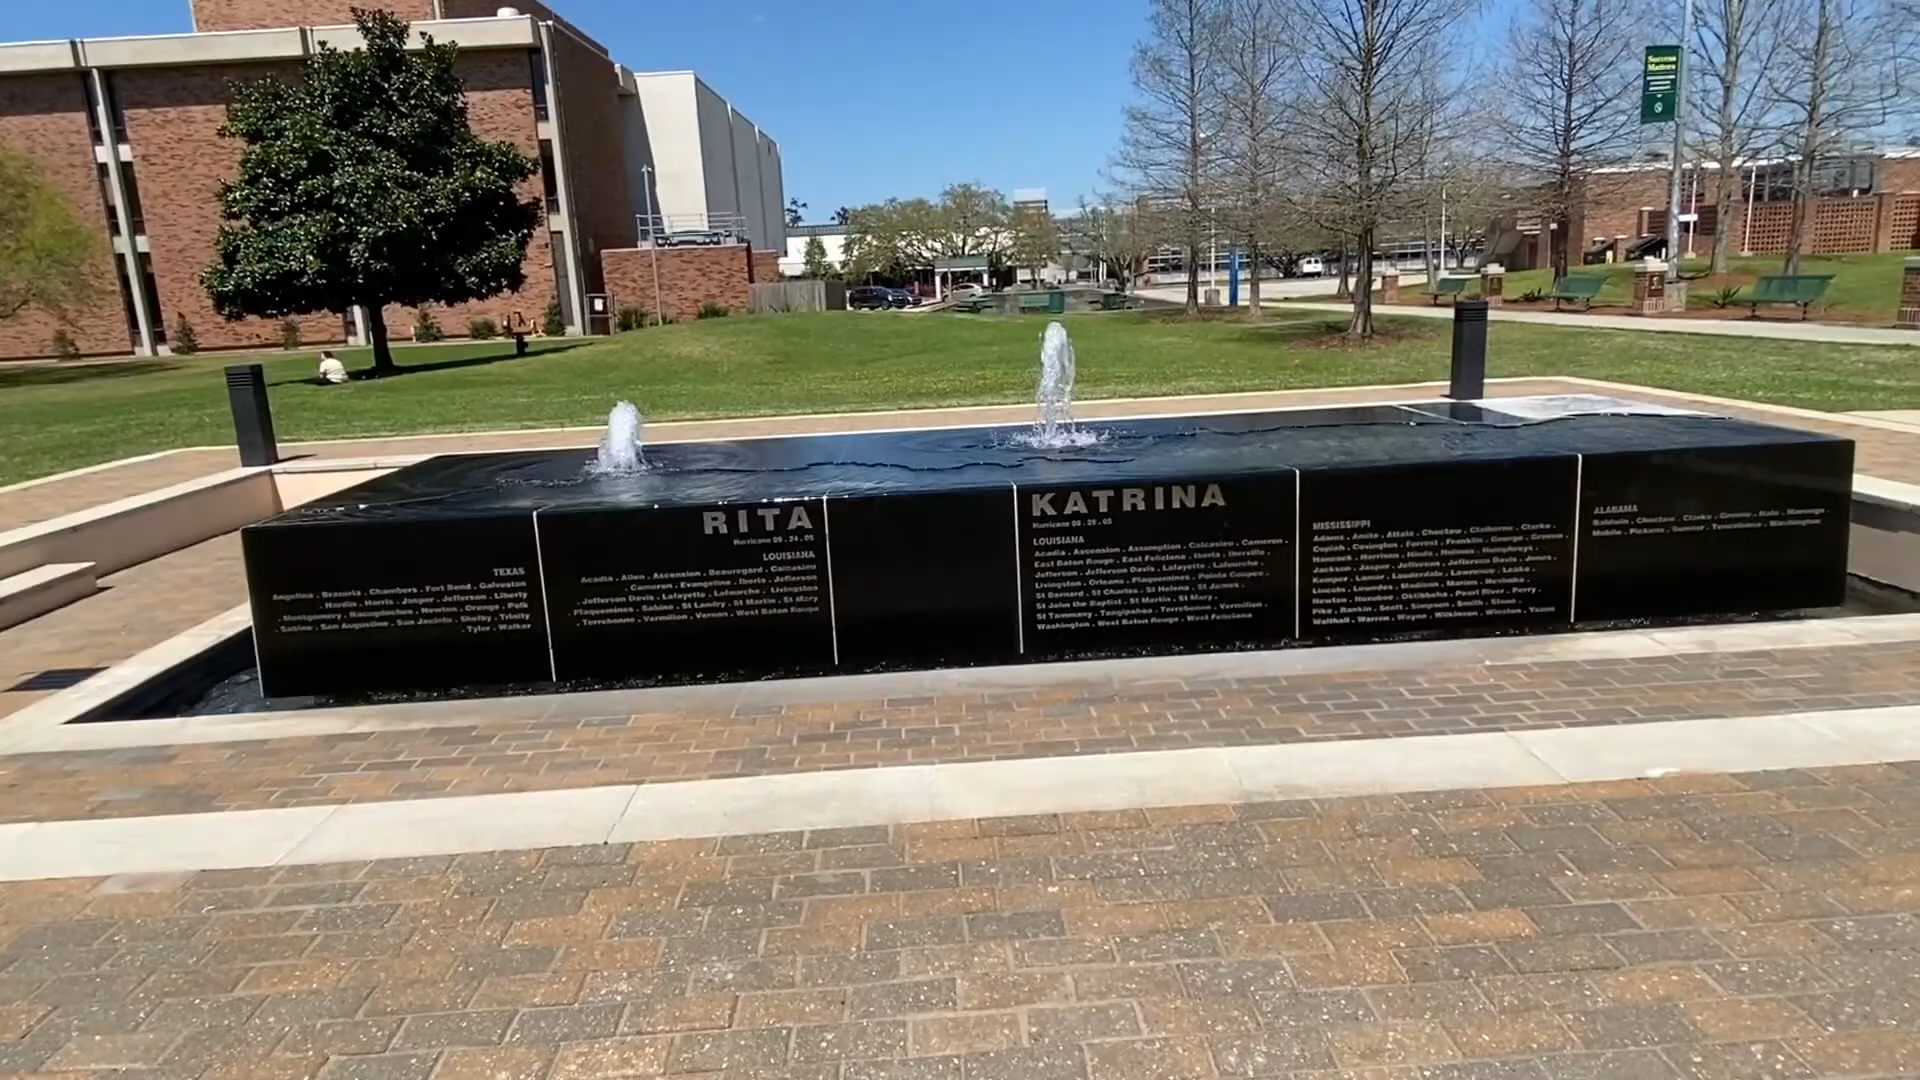 Success
Matters
RITA
Hurricane 09 . 24 . 05
TEXAS
Angelina . Brazoria . Chambers . Fort Bend . Galveston
. Hardin . Harris . Jasper . Jefferson . Liberty
. Montgomery . Nacogdoches . Newton . Orange . Polk
. Sabine . San Augustine . San Jacinto . Shelby . Trinity
. Tyler . Walker
LOUISIANA
Acadia . Allen . Ascension . Beauregard . Calcasieu
. Cameron . Evangeline . Iberia . Jefferson
. Jefferson Davis . Lafayette . Lafourche . Livingston
. Plaquemines . Sabine . St Landry . St Martin . St Mary
. Terrebonne . Vermilion . Vernon . West Baton Rouge
KATRINA
Hurricane 08 . 29 . 05
LOUISIANA
Acadia . Ascension . Assumption . Calcasieu . Cameron .
East Baton Rouge . East Feliciana . Iberia . Iberville .
Jefferson . Jefferson Davis . Lafayette . Lafourche .
Livingston . Orleans . Plaquemines . Pointe Coupee .
St Bernard . St Charles . St Helena . St James .
St John the Baptist . St Martin . St Mary .
St Tammany . Tangipahoa . Terrebonne . Vermilion .
Washington . West Baton Rouge . West Feliciana
MISSISSIPPI
Adams . Amite . Attala . Choctaw . Claiborne . Clarke .
Copiah . Covington . Forrest . Franklin . George . Greene .
Hancock . Harrison . Hinds . Holmes . Humphreys .
Jackson . Jasper . Jefferson . Jefferson Davis . Jones .
Kemper . Lamar . Lauderdale . Lawrence . Leake .
Lincoln . Lowndes . Madison . Marion . Neshoba .
Newton . Noxubee . Oktibbeha . Pearl River . Perry .
Pike . Rankin . Scott . Simpson . Smith . Stone .
Walthall . Warren . Wayne . Wilkinson . Winston . Yazoo
ALABAMA
Baldwin . Choctaw . Clarke . Greene . Hale . Marengo .
Mobile . Pickens . Sumter . Tuscaloosa . Washington